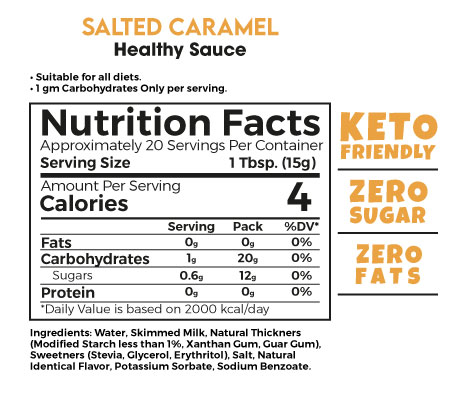 SALTED CARAMEL
Healthy Sauce
• Suitable for all diets.
• 1 gm Carbohydrates Only per serving.
Nutrition Facts
Approximately 20 Servings Per Container
Serving Size 1 Tbsp. (15g)
Amount Per Serving
Calories 4
Serving Pack %DV*
Fats 0g 0g 0%
Carbohydrates 1g 20g 0%
Sugars 0.6g 12g 0%
Protein 0g 0g 0%
*Daily Value is based on 2000 kcal/day
KETO
FRIENDLY
ZERO
SUGAR
ZERO
FATS
Ingredients: Water, Skimmed Milk, Natural Thickners
(Modified Starch less than 1%, Xanthan Gum, Guar Gum),
Sweetners (Stevia, Glycerol, Erythritol), Salt, Natural
Identical Flavor, Potassium Sorbate, Sodium Benzoate.